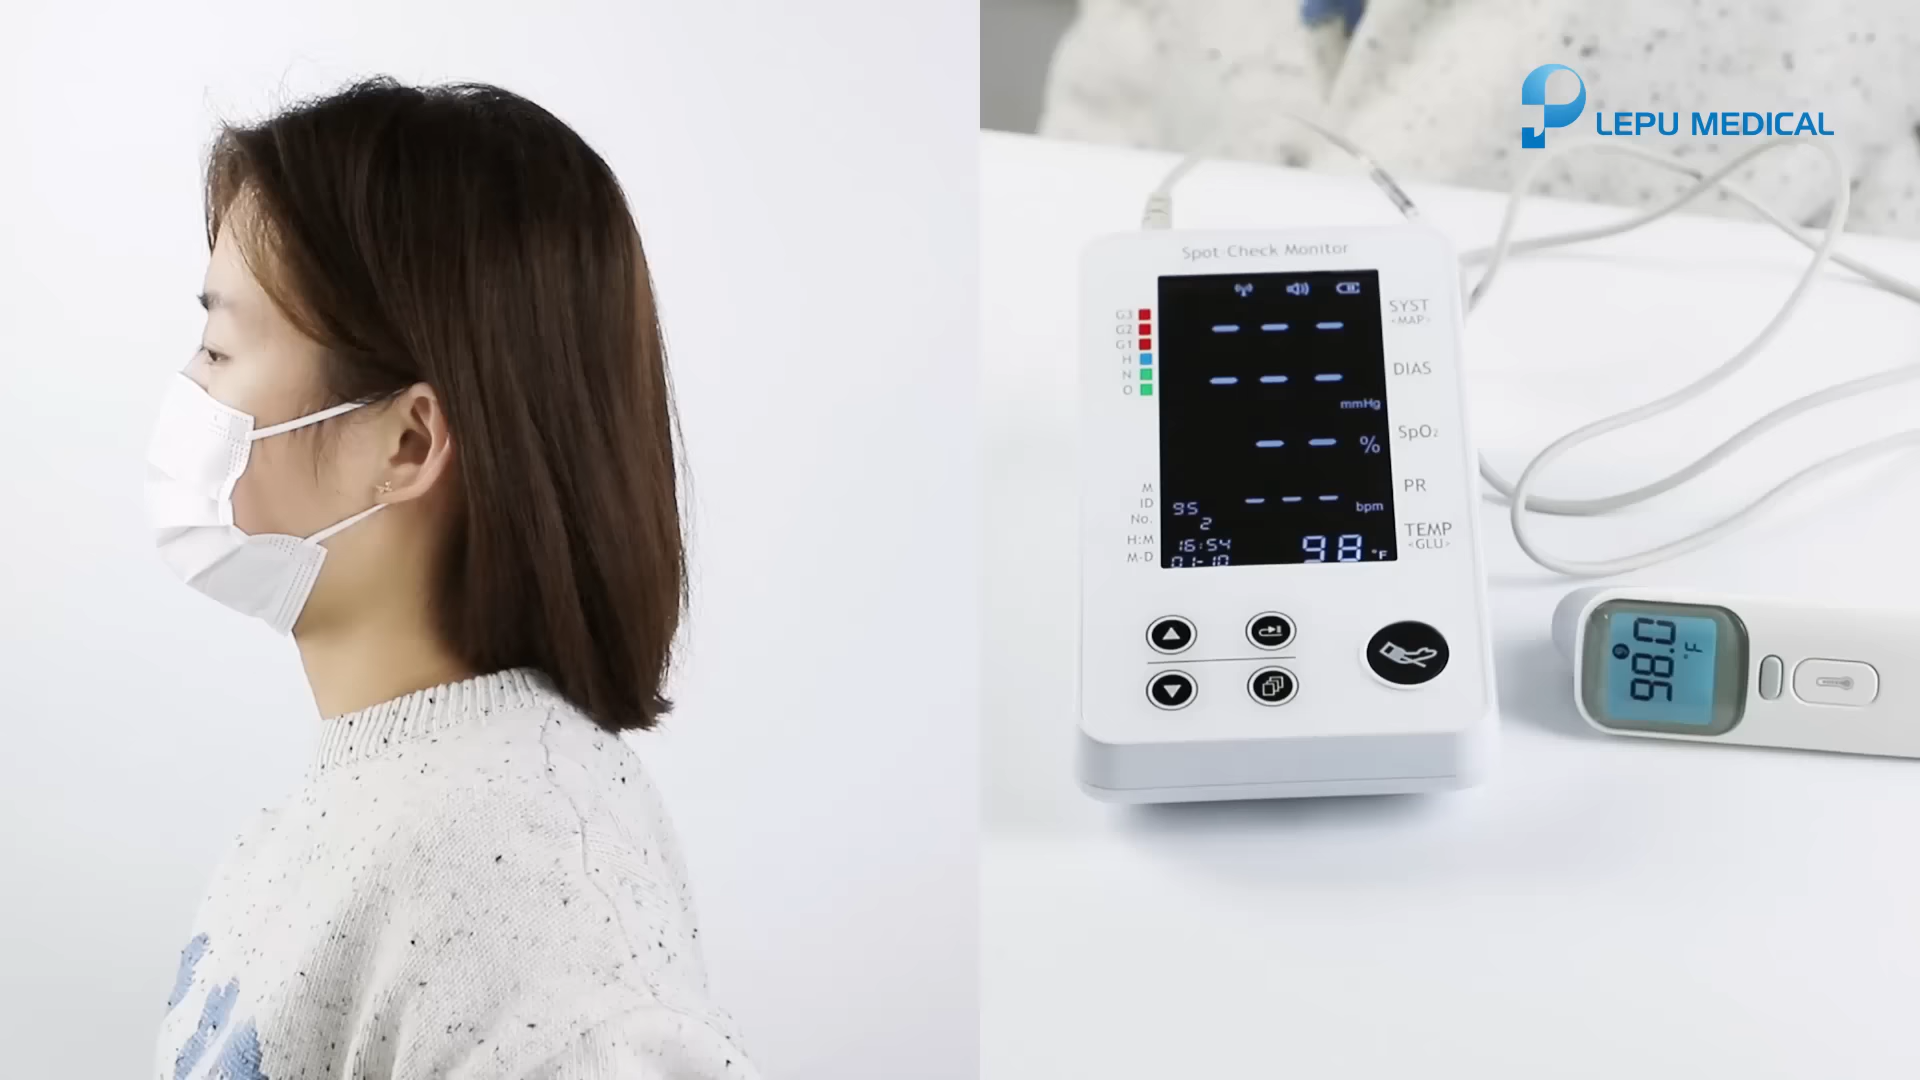 LEPU MEDICAL
Spot-Check Monitor
G3
G2
G1
H
N
O
SYST
<MAP>
DIAS
mmHg
SpO₂
%
PR
bpm
M
ID
No.
95
2
H:M
16:54
M-D
01-10
98 °F
TEMP
<GLU>
98.0 °F